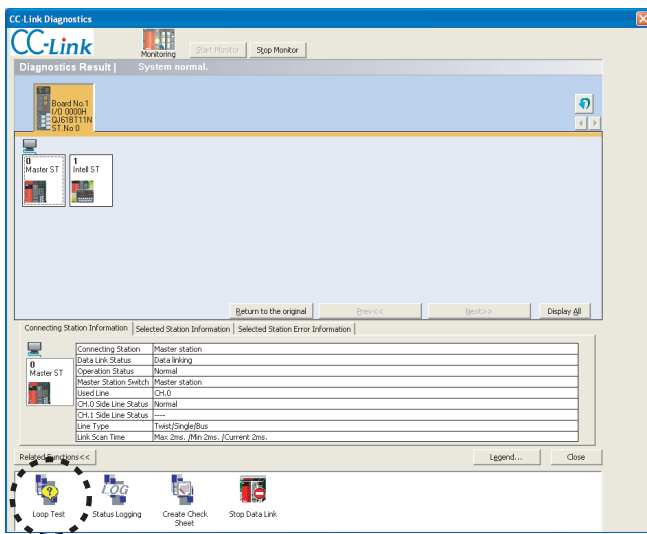 CC-Link Diagnostics
CC-Link
Monitoring
Start Monitor
Stop Monitor
Diagnostics Result | System normal.
Board No.1
I/O 0000H
QJ61BT11N
ST.No 0
0
Master ST
1
Intell ST
Return to the original
Prev<<
Next>>
Display All
Connecting Station Information
Selected Station Information
Selected Station Error Information
0
Master ST
Connecting Station Master station
Data Link Status Data linking
Operation Status Normal
Master Station Switch Master station
Used Line CH.0
CH.0 Side Line Status Normal
CH.1 Side Line Status ----
Line Type Twist/Single/Bus
Link Scan Time Max 2ms. /Min 2ms. /Current 2ms.
Related Functions<<
Legend...
Close
Loop Test
LOG
Status Logging
Create Check
Sheet
Stop Data Link